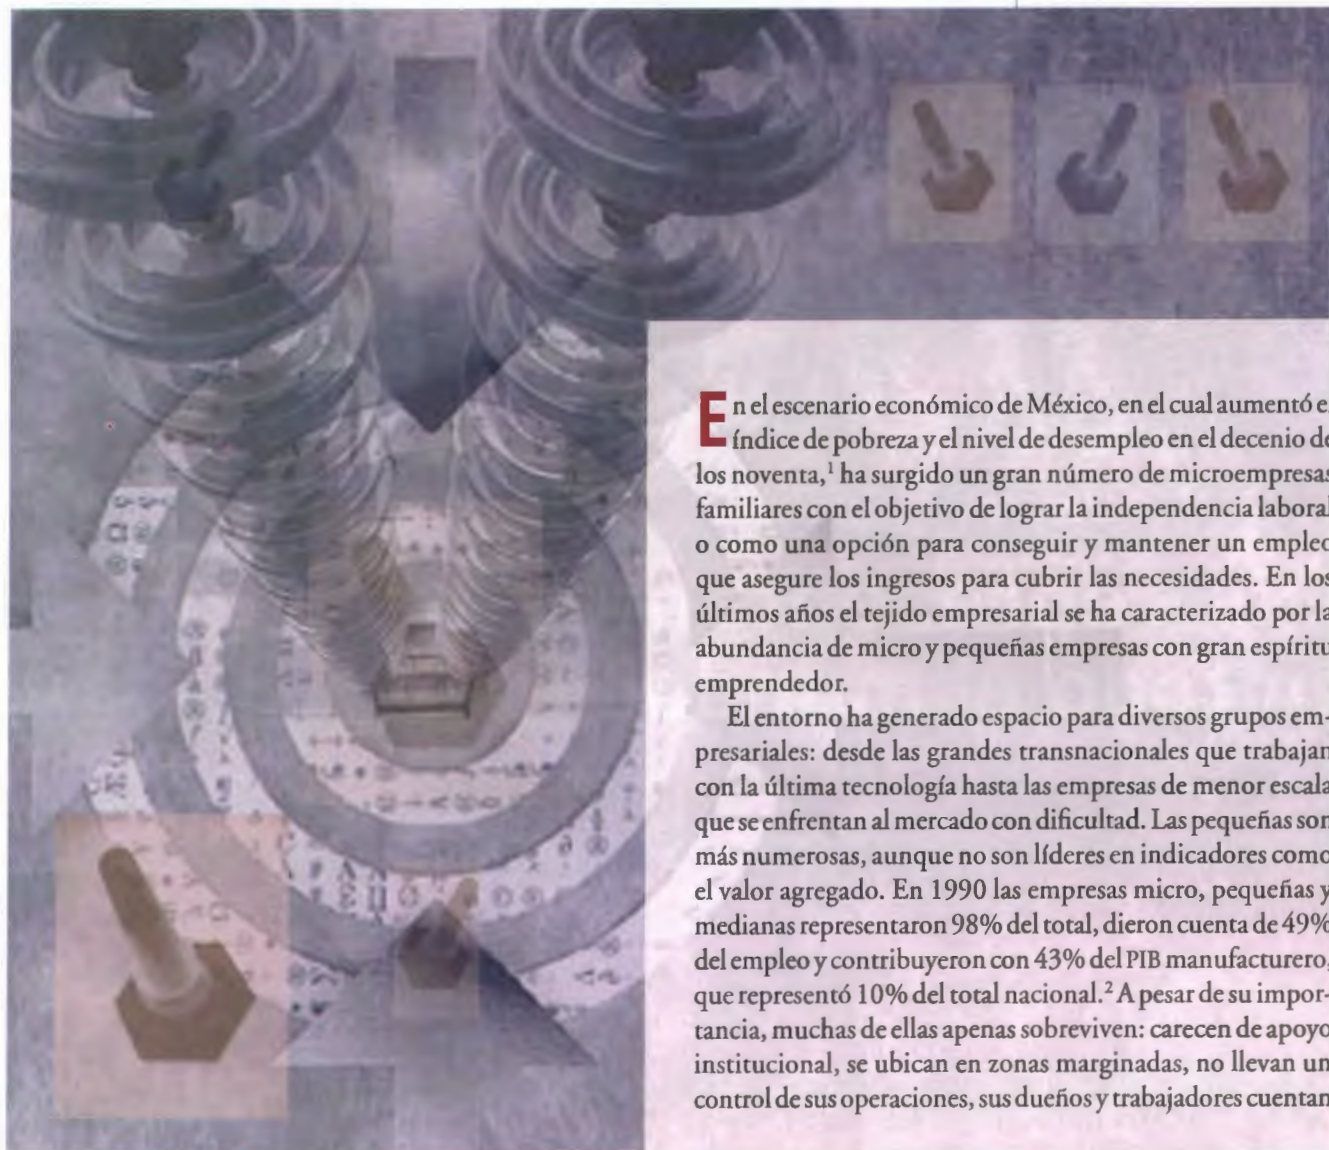 En el escenario económico de México, en el cual aumentó e
índice de pobreza y el nivel de desempleo en el decenio de
los noventa,¹ ha surgido un gran número de microempresas
familiares con el objetivo de lograr la independencia laboral
o como una opción para conseguir y mantener un empleo
que asegure los ingresos para cubrir las necesidades. En los
últimos años el tejido empresarial se ha caracterizado por la
abundancia de micro y pequeñas empresas con gran espíritu
emprendedor.
El entorno ha generado espacio para diversos grupos em-
presariales: desde las grandes transnacionales que trabajan
con la última tecnología hasta las empresas de menor escala
que se enfrentan al mercado con dificultad. Las pequeñas son
más numerosas, aunque no son líderes en indicadores como
el valor agregado. En 1990 las empresas micro, pequeñas y
medianas representaron 98% del total, dieron cuenta de 49%
del empleo y contribuyeron con 43% del PIB manufacturero,
que representó 10% del total nacional.² A pesar de su impor-
tancia, muchas de ellas apenas sobreviven: carecen de apoyo
institucional, se ubican en zonas marginadas, no llevan un
control de sus operaciones, sus dueños y trabajadores cuentan